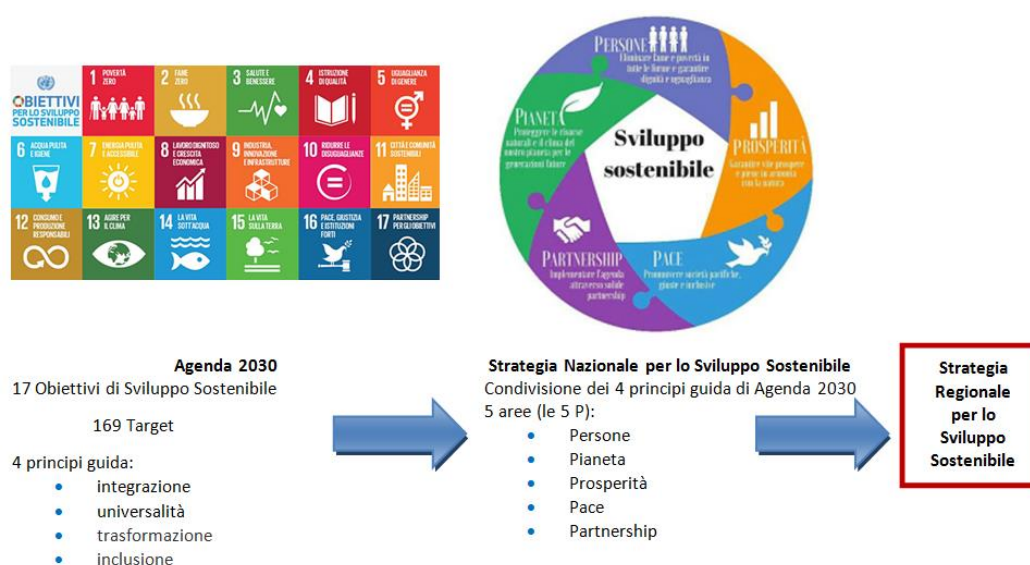 OBIETTIVI
PER LO SVILUPPO
SOSTENIBILE
1 POVERTÀ
ZERO
2 FAME
ZERO
3 SALUTE E
BENESSERE
4 ISTRUZIONE
DI QUALITÀ
5 UGUAGLIANZA
DI GENERE
6 ACQUA PULITA
E IGIENE
7 ENERGIA PULITA
E ACCESSIBILE
8 LAVORO DIGNITOSO
E CRESCITA
ECONOMICA
9 INDUSTRIA,
INNOVAZIONE
E INFRASTRUTTURE
10 RIDURRE LE
DISUGUAGLIANZE
11 CITTÀ E COMUNITÀ
SOSTENIBILI
12 CONSUMO E
PRODUZIONE
RESPONSABILI
13 AGIRE PER
IL CLIMA
14 LA VITA
SOTT'ACQUA
15 LA VITA
SULLA TERRA
16 PACE, GIUSTIZIA
E ISTITUZIONI
FORTI
17 PARTNERSHIP
PER GLI OBIETTIVI
PERSONE
Eliminare fame e povertà in
tutte le forme e garantire
dignità e uguaglianza
PIANETA
Proteggere le risorse
naturali e il clima del
nostro pianeta per le
generazioni future
Sviluppo
sostenibile
PROSPERITÀ
Garantire vite prospere
e piene in armonia
con la natura
PARTNERSHIP
Implementare l'agenda
attraverso solide
partnership
PACE
Promuovere società pacifiche,
giuste e inclusive
Agenda 2030
17 Obiettivi di Sviluppo Sostenibile
169 Target
4 principi guida:
• integrazione
• universalità
• trasformazione
• inclusione
Strategia Nazionale per lo Sviluppo Sostenibile
Condivisione dei 4 principi guida di Agenda 2030
5 aree (le 5 P):
• Persone
• Pianeta
• Prosperità
• Pace
• Partnership
Strategia
Regionale
per lo
Sviluppo
Sostenibile